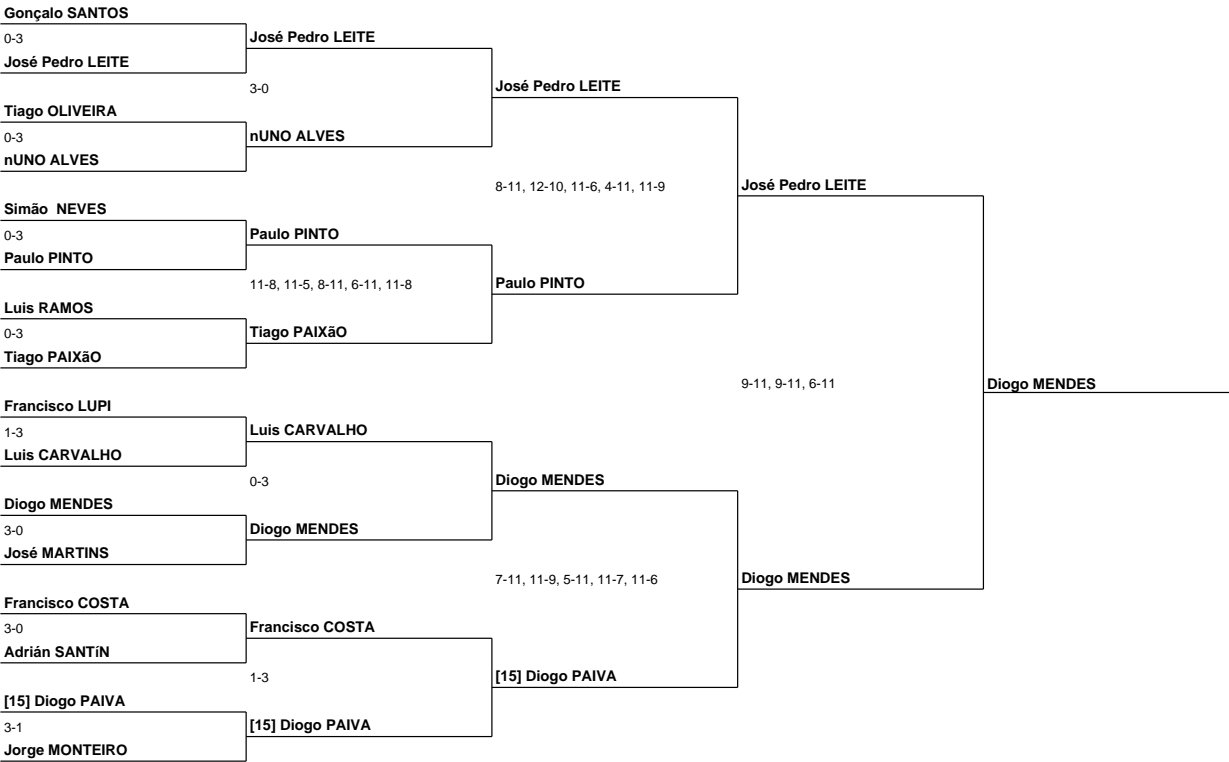 Gonçalo SANTOS
0-3
José Pedro LEITE
José Pedro LEITE
3-0
José Pedro LEITE
Tiago OLIVEIRA
0-3
nUNO ALVES
nUNO ALVES
8-11, 12-10, 11-6, 4-11, 11-9
José Pedro LEITE
Simão  NEVES
0-3
Paulo PINTO
Paulo PINTO
11-8, 11-5, 8-11, 6-11, 11-8
Paulo PINTO
Luis RAMOS
0-3
Tiago PAIXãO
Tiago PAIXãO
9-11, 9-11, 6-11
Diogo MENDES
Francisco LUPI
1-3
Luis CARVALHO
Luis CARVALHO
0-3
Diogo MENDES
Diogo MENDES
3-0
Diogo MENDES
José MARTINS
7-11, 11-9, 5-11, 11-7, 11-6
Diogo MENDES
Francisco COSTA
3-0
Francisco COSTA
Adrián SANTíN
1-3
[15] Diogo PAIVA
[15] Diogo PAIVA
3-1
[15] Diogo PAIVA
Jorge MONTEIRO